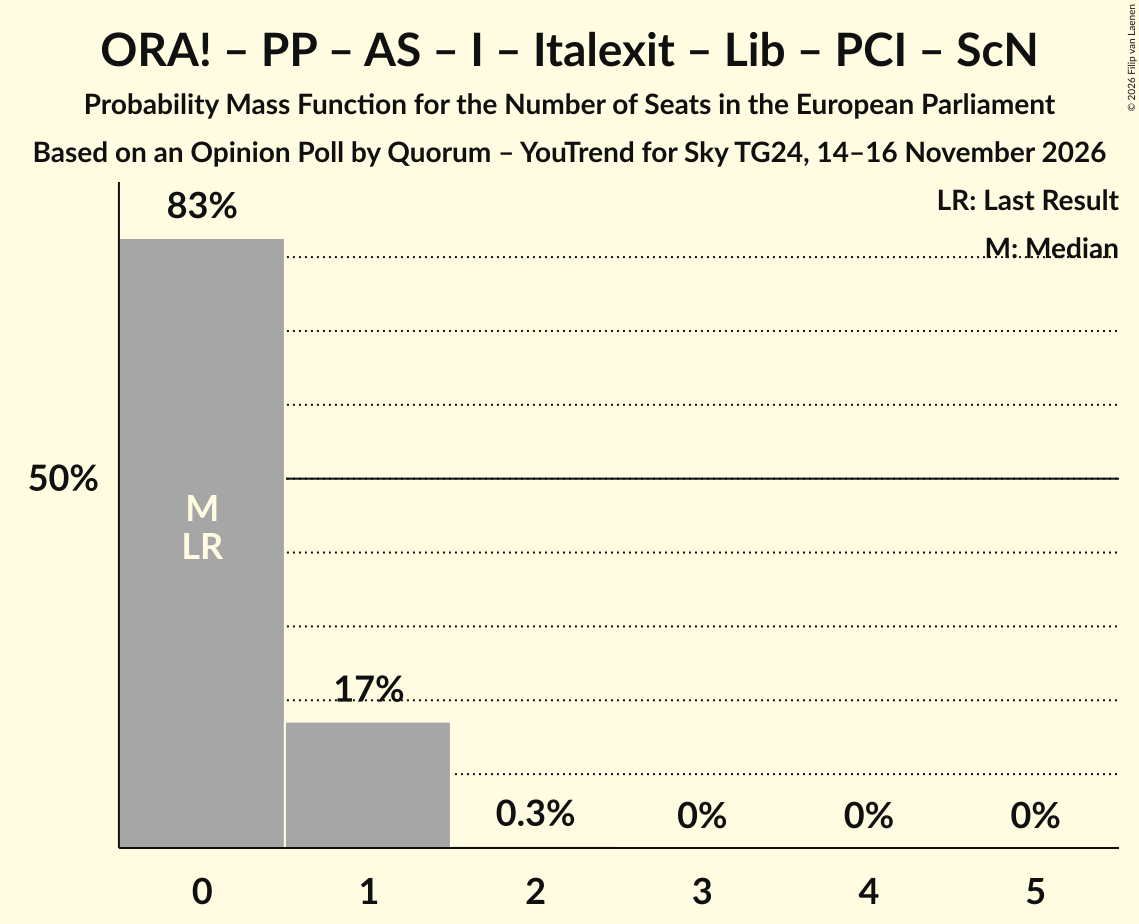 ORA! – PP – AS – I – Italexit – Lib – PCI – ScN
Probability Mass Function for the Number of Seats in the European Parliament
Based on an Opinion Poll by Quorum – YouTrend for Sky TG24, 14–16 November 2026
© 2026 Filip van Laenen
LR: Last Result
M: Median
83%
50%
M
LR
17%
0.3%
0%
0%
0%
0
1
2
3
4
5